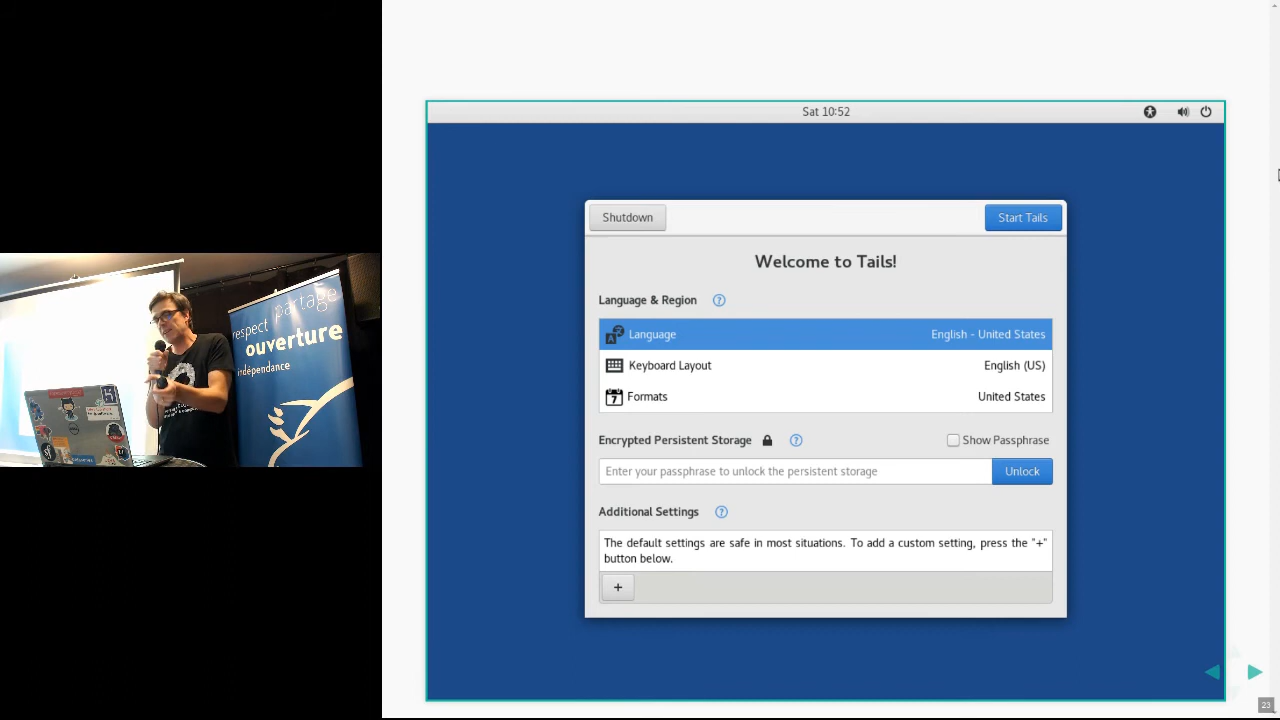 respect partage
ouverture
indépendance
Sat 10:52
Shutdown
Start Tails
Welcome to Tails!
Language & Region ?
Language English - United States
Keyboard Layout English (US)
7 Formats United States
Encrypted Persistent Storage ? Show Passphrase
Enter your passphrase to unlock the persistent storage Unlock
Additional Settings ?
The default settings are safe in most situations. To add a custom setting, press the "+"
button below.
+
23